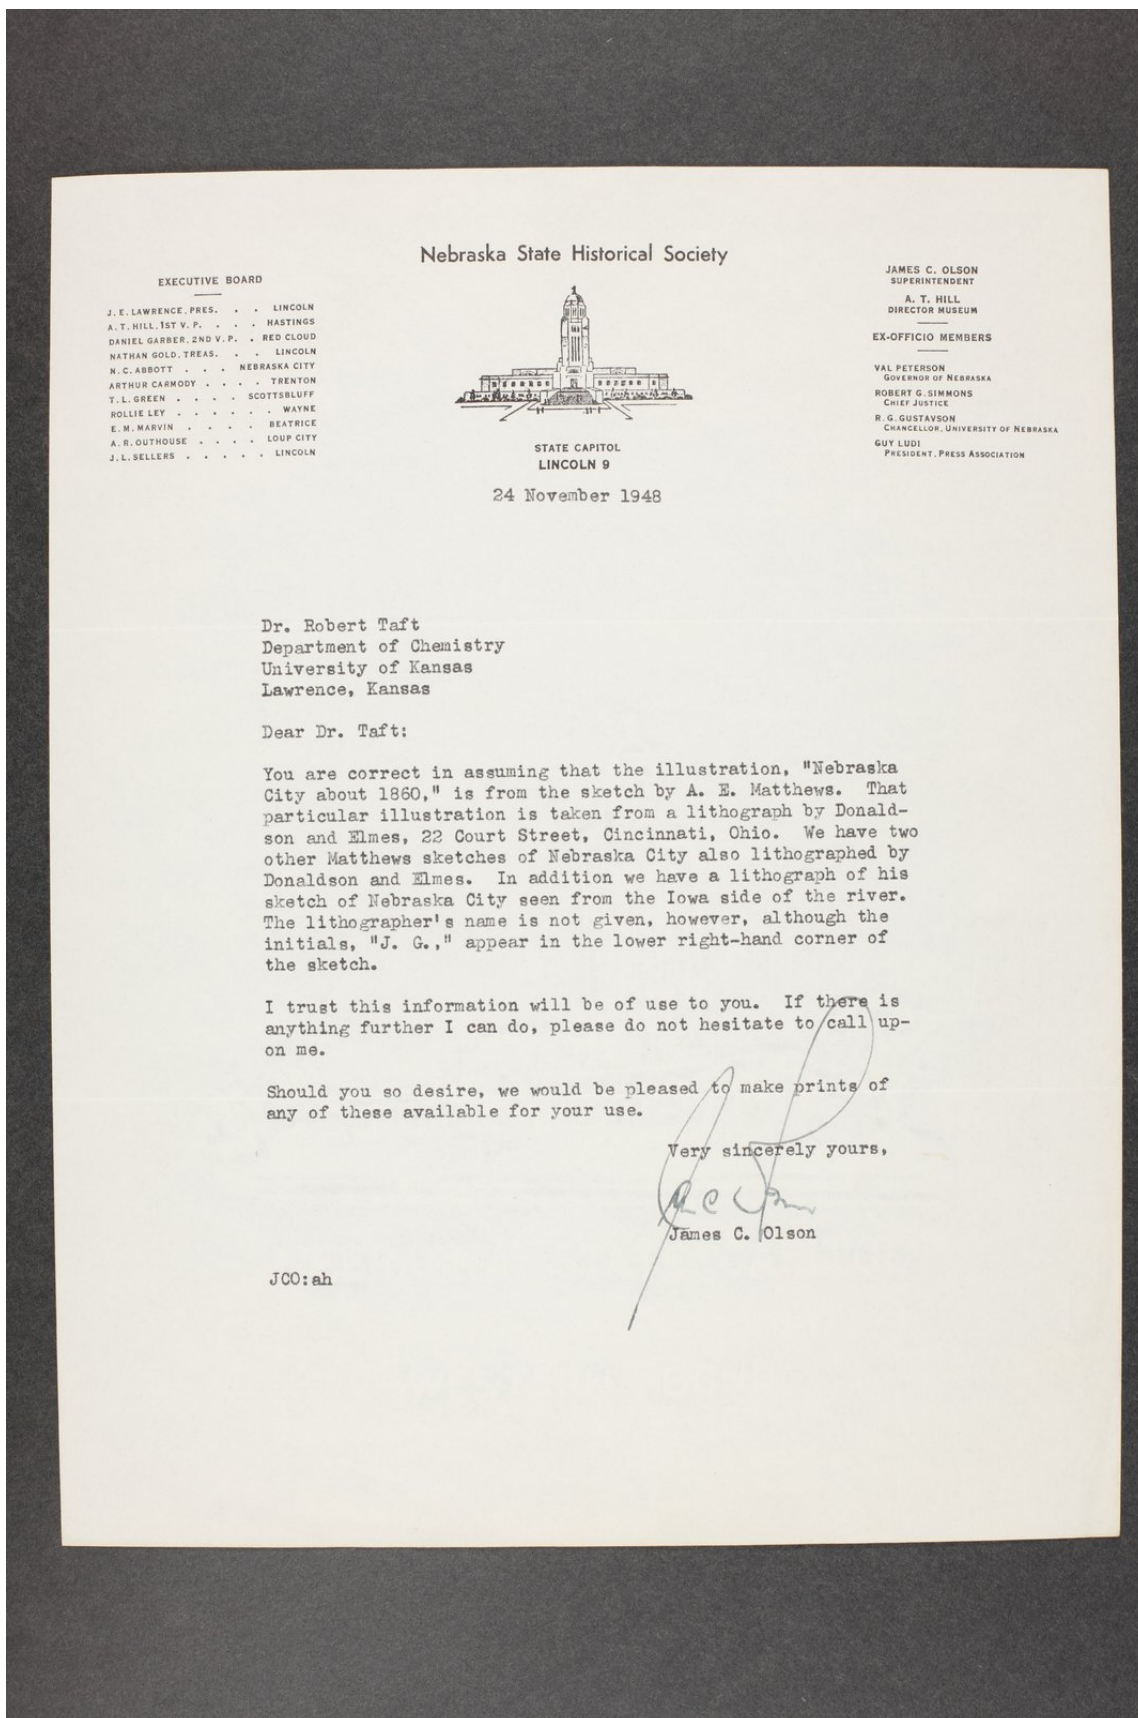 Nebraska State Historical Society
EXECUTIVE BOARD
J. E. LAWRENCE, PRES. . . LINCOLN
A. T. HILL, 1ST V. P. . . . HASTINGS
DANIEL GARBER, 2ND V. P. . RED CLOUD
NATHAN GOLD, TREAS. . . LINCOLN
N. C. ABBOTT . . . NEBRASKA CITY
ARTHUR CARMODY . . . . TRENTON
T. L. GREEN . . . . SCOTTSBLUFF
ROLLIE LEY . . . . . . WAYNE
E. M. MARVIN . . . . BEATRICE
A. R. OUTHOUSE . . . . LOUP CITY
J. L. SELLERS . . . . . LINCOLN
JAMES C. OLSON
SUPERINTENDENT
A. T. HILL
DIRECTOR MUSEUM
EX-OFFICIO MEMBERS
VAL PETERSON
GOVERNOR OF NEBRASKA
ROBERT G. SIMMONS
CHIEF JUSTICE
R. G. GUSTAVSON
CHANCELLOR, UNIVERSITY OF NEBRASKA
GUY LUDI
PRESIDENT, PRESS ASSOCIATION
STATE CAPITOL
LINCOLN 9
24 November 1948
Dr. Robert Taft
Department of Chemistry
University of Kansas
Lawrence, Kansas
Dear Dr. Taft:
You are correct in assuming that the illustration, "Nebraska
City about 1860," is from the sketch by A. E. Matthews. That
particular illustration is taken from a lithograph by Donald-
son and Elmes, 22 Court Street, Cincinnati, Ohio. We have two
other Matthews sketches of Nebraska City also lithographed by
Donaldson and Elmes. In addition we have a lithograph of his
sketch of Nebraska City seen from the Iowa side of the river.
The lithographer's name is not given, however, although the
initials, "J. G.," appear in the lower right-hand corner of
the sketch.
I trust this information will be of use to you. If there is
anything further I can do, please do not hesitate to call up-
on me.
Should you so desire, we would be pleased to make prints of
any of these available for your use.
Very sincerely yours,
James C. Olson
JCO:ah